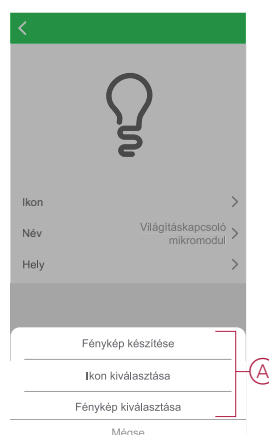 Ikon
Név Világításkapcsoló
mikromodul
Hely
Fénykép készítése
Ikon kiválasztása
A
Fénykép kiválasztása
Mégse